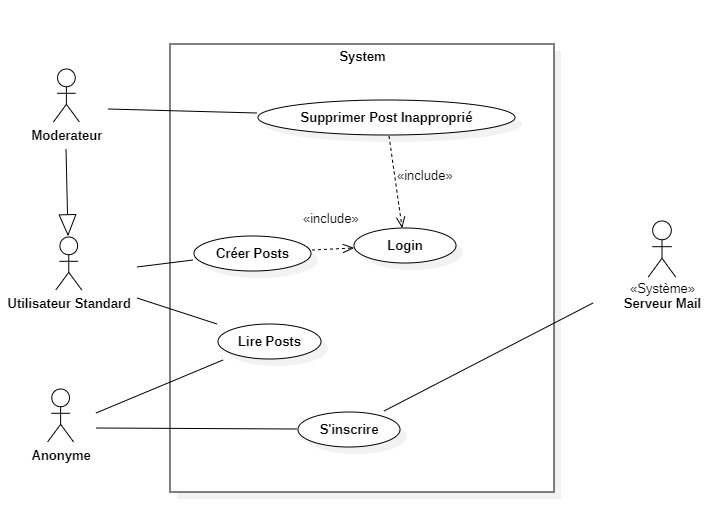 System
Supprimer Post Inapproprié
Moderateur
«include»
«include»
Login
Créer Posts
Utilisateur Standard
«Système»
Serveur Mail
Lire Posts
S'inscrire
Anonyme